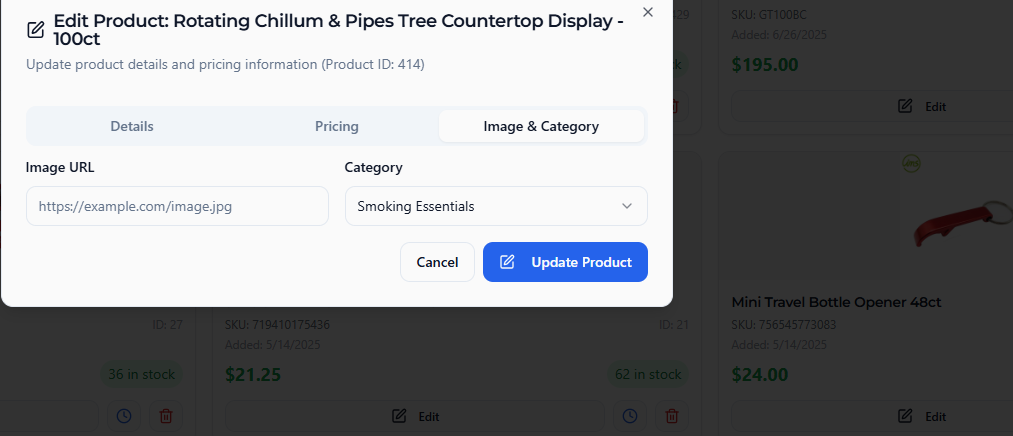 Edit Product: Rotating Chillum & Pipes Tree Countertop Display -
100ct
Update product details and pricing information (Product ID: 414)
Details
Pricing
Image & Category
Image URL
Category
https://example.com/image.jpg
Smoking Essentials
Cancel
Update Product
429
SKU: GT1008C
Added: 6/26/2025
$195.00
Edit
Mini Travel Bottle Opener 48ct
ID: 27
SKU: 719410175436
ID: 21
SKU: 756545773083
Added: 5/14/2025
Added: 5/14/2025
36 in stock
$21.25
62 in stock
$24.00
Edit
Edit